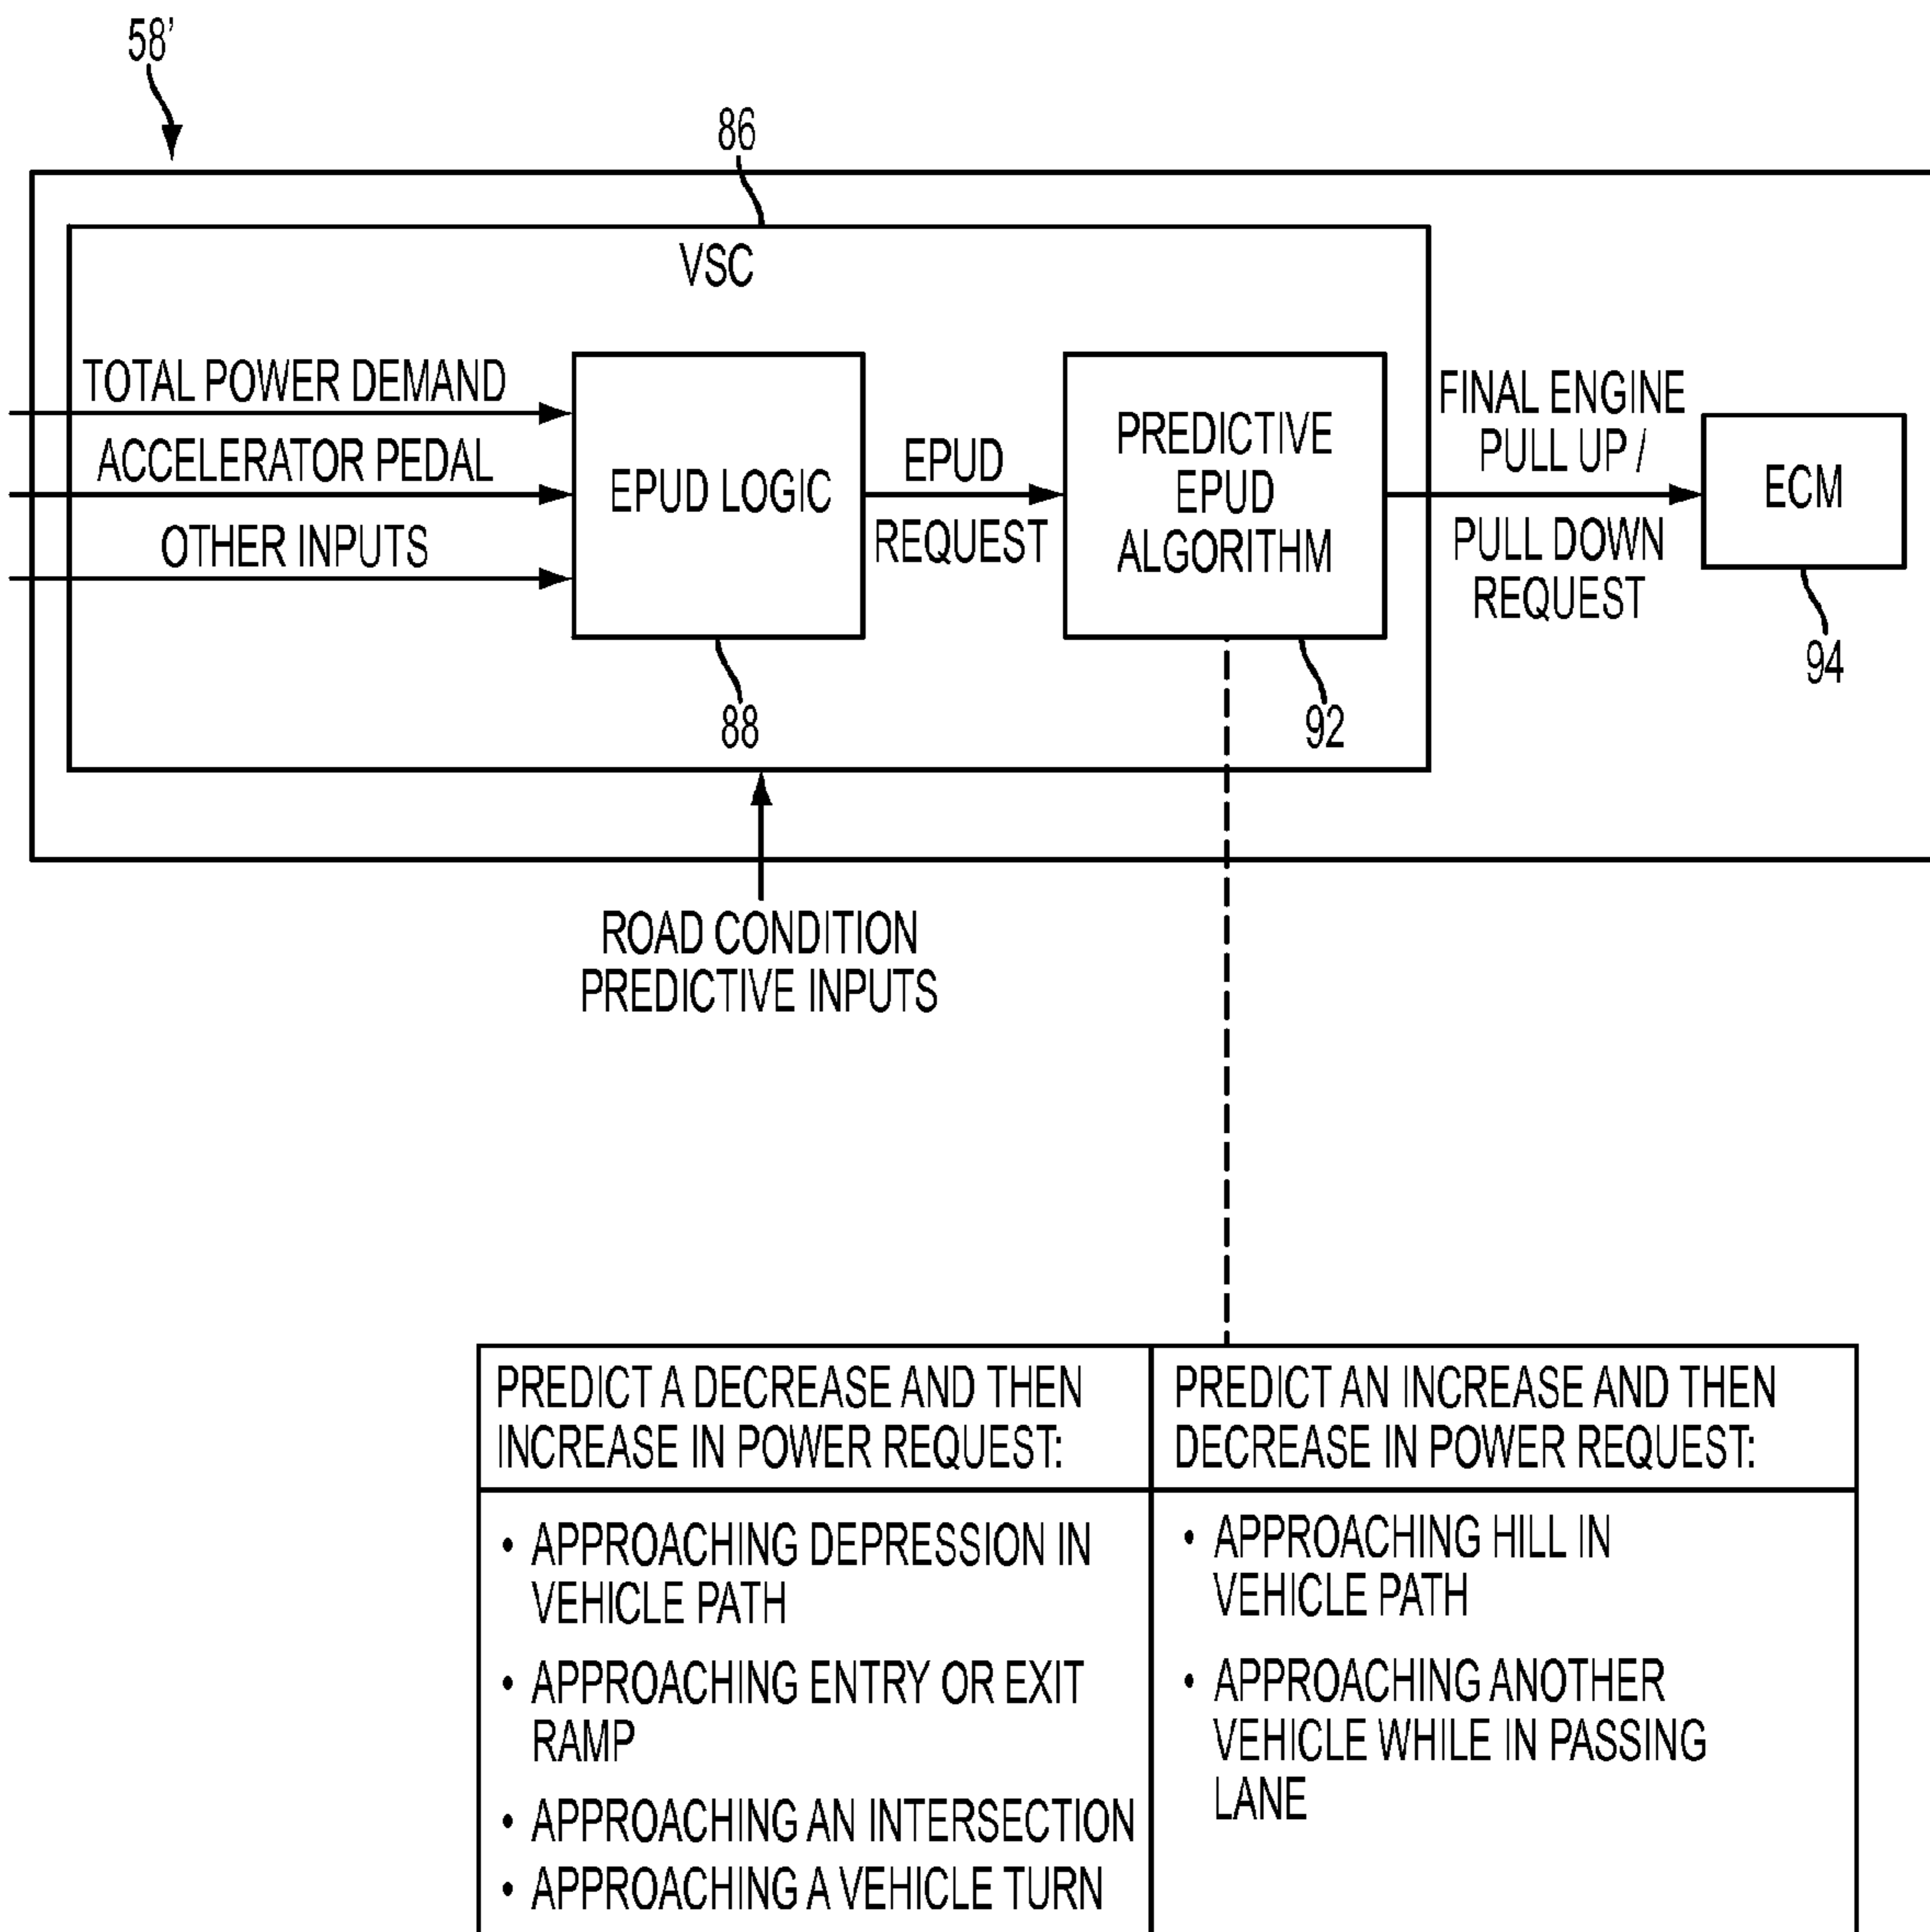 58'
86
VSC
TOTAL POWER DEMAND
ACCELERATOR PEDAL
OTHER INPUTS
EPUD LOGIC
88
EPUD
REQUEST
PREDICTIVE
EPUD
ALGORITHM
92
FINAL ENGINE
PULL UP /
PULL DOWN
REQUEST
ECM
94
ROAD CONDITION
PREDICTIVE INPUTS
PREDICT A DECREASE AND THEN
INCREASE IN POWER REQUEST:
• APPROACHING DEPRESSION IN
VEHICLE PATH
• APPROACHING ENTRY OR EXIT
RAMP
• APPROACHING AN INTERSECTION
• APPROACHING A VEHICLE TURN
PREDICT AN INCREASE AND THEN
DECREASE IN POWER REQUEST:
• APPROACHING HILL IN
VEHICLE PATH
• APPROACHING ANOTHER
VEHICLE WHILE IN PASSING
LANE